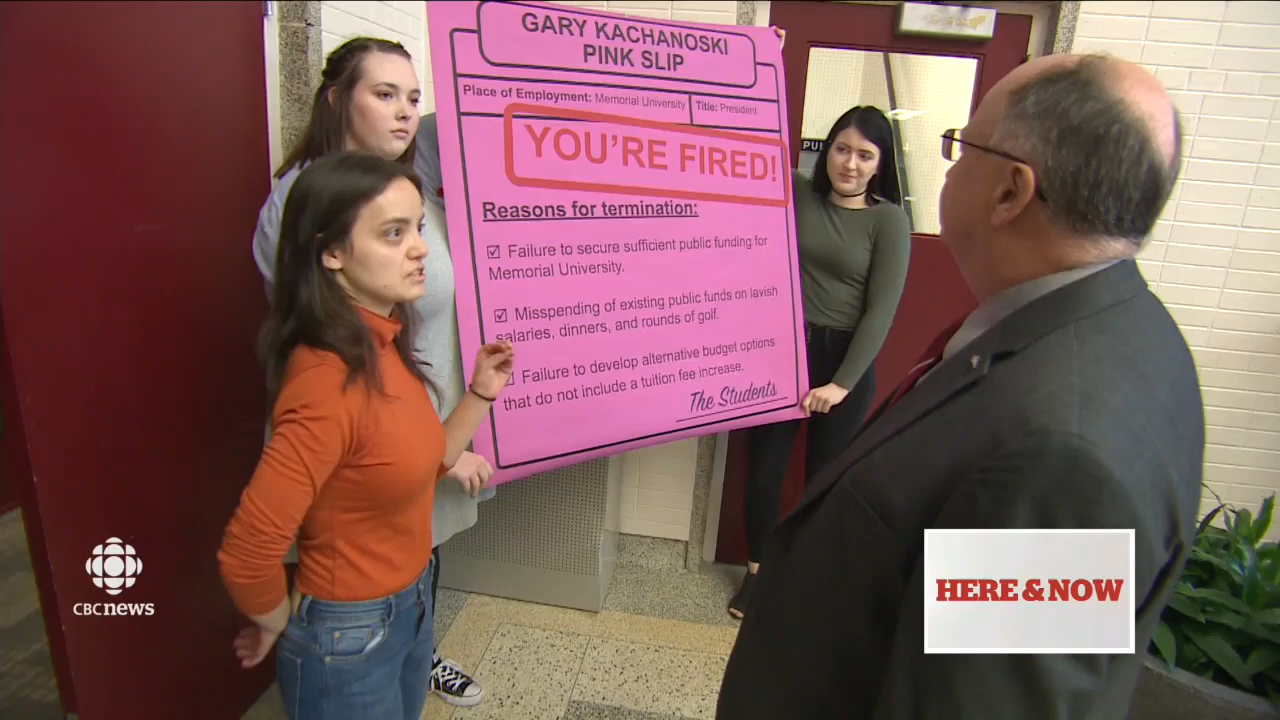 GARY KACHANOSKI
PINK SLIP
Place of Employment: Memorial University
Title: President
YOU'RE FIRED!
Reasons for termination:
☑ Failure to secure sufficient public funding for
Memorial University.
☑ Misspending of existing public funds on lavish
salaries, dinners, and rounds of golf.
☑ Failure to develop alternative budget options
that do not include a tuition fee increase.
The Students
CBC NEWS
HERE & NOW